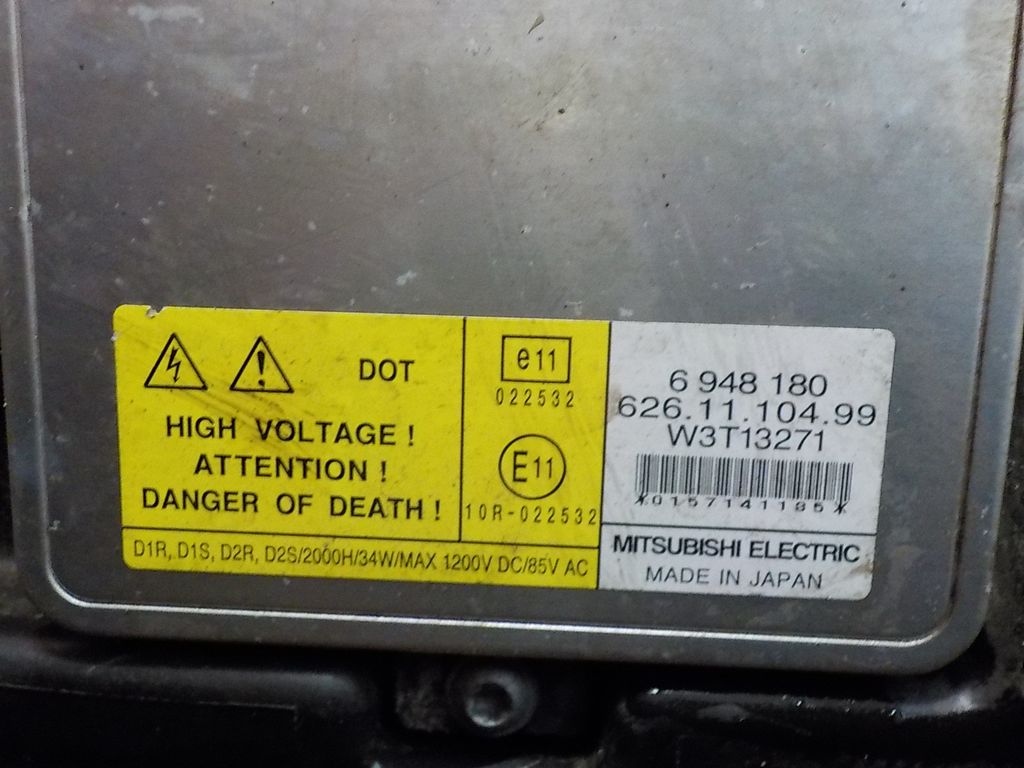 DOT
HIGH VOLTAGE !
ATTENTION !
DANGER OF DEATH !
D1R, D1S, D2R, D2S/2000H/34W/MAX 1200V DC/85V AC
e11
022532
E11
10R-022532
6 948 180
626.11.104.99
W3T13271
*0157141185*
MITSUBISHI ELECTRIC
MADE IN JAPAN